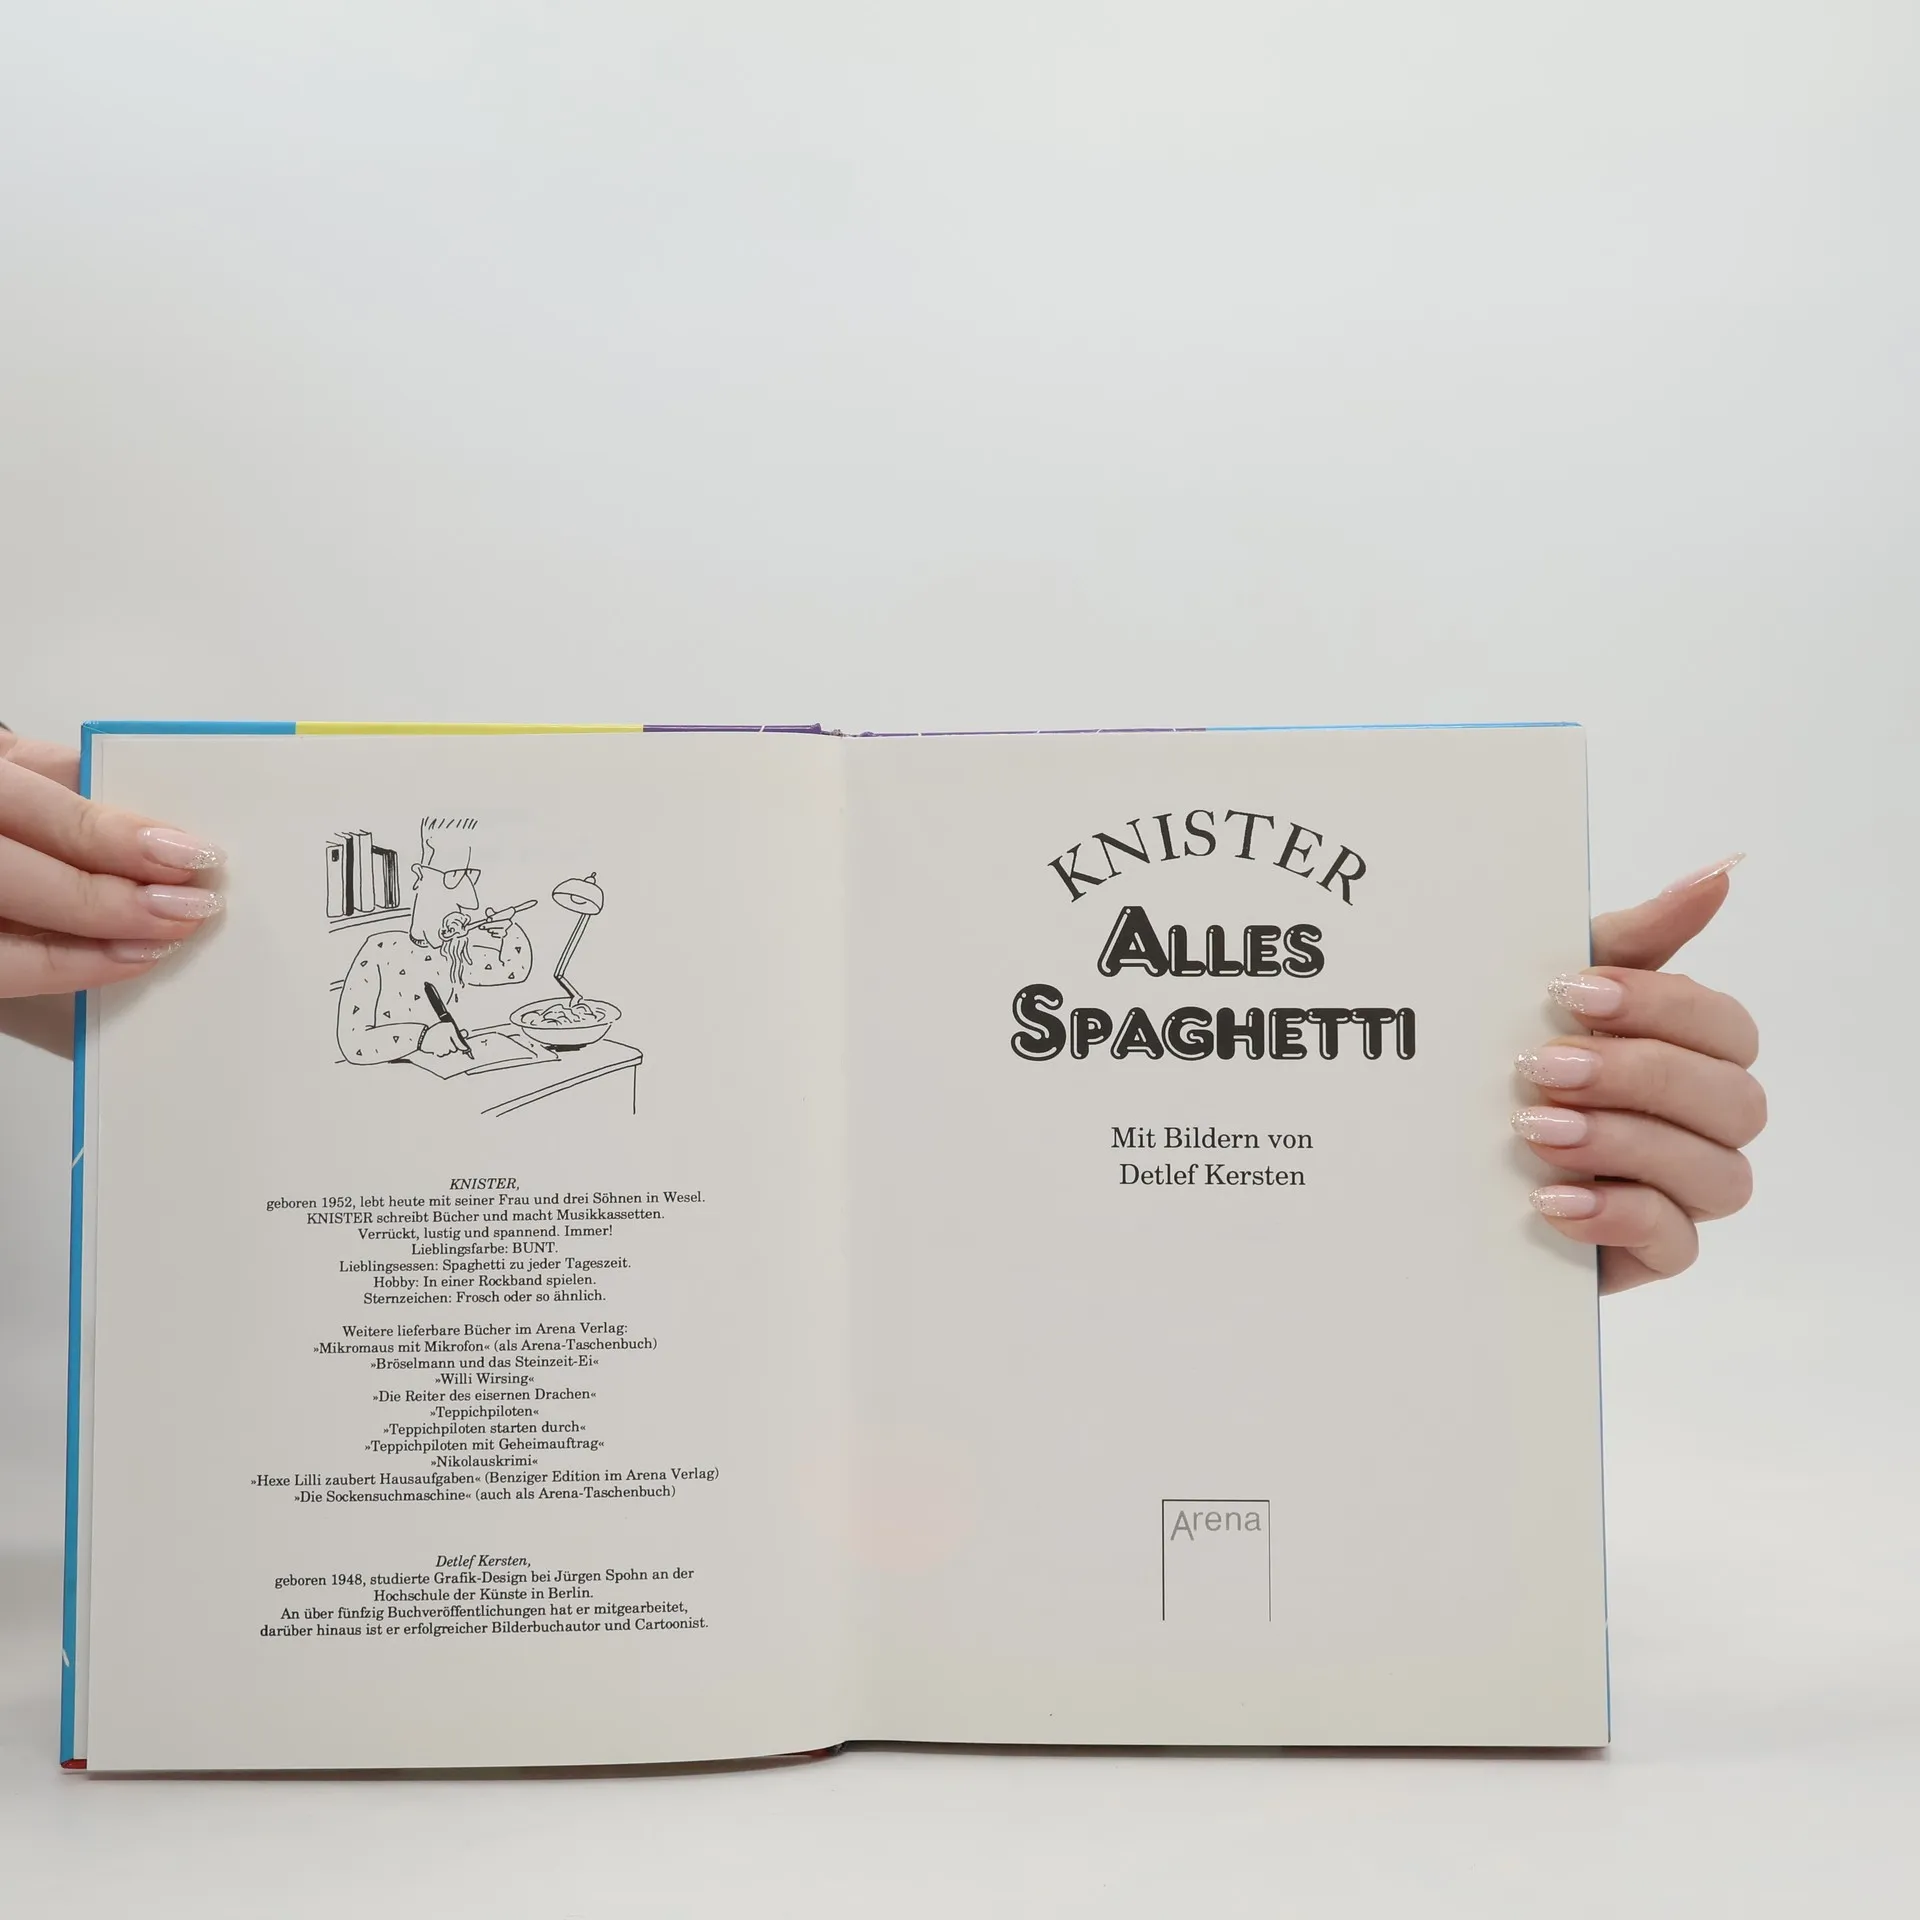 KNISTER,
geboren 1952, lebt heute mit seiner Frau und drei Söhnen in Wesel.
KNISTER schreibt Bücher und macht Musikkassetten.
Verrückt, lustig und spannend. Immer!
Lieblingsfarbe: BUNT.
Lieblingsessen: Spaghetti zu jeder Tageszeit.
Hobby: In einer Rockband spielen.
Sternzeichen: Frosch oder so ähnlich.
Weitere lieferbare Bücher im Arena Verlag:
»Mikromaus mit Mikrofon« (als Arena-Taschenbuch)
»Bröselmann und das Steinzeit-Ei«
»Willi Wirsing«
»Die Reiter des eisernen Drachen«
»Teppichpiloten«
»Teppichpiloten starten durch«
»Teppichpiloten mit Geheimauftrag«
»Nikolauskrimi«
»Hexe Lilli zaubert Hausaufgaben« (Benziger Edition im Arena Verlag)
»Die Sockensuchmaschine« (auch als Arena-Taschenbuch)
Detlef Kersten,
geboren 1948, studierte Grafik-Design bei Jürgen Spohn an der
Hochschule der Künste in Berlin.
An über fünfzig Buchveröffentlichungen hat er mitgearbeitet,
darüber hinaus ist er erfolgreicher Bilderbuchautor und Cartoonist.
KNISTER
ALLES
SPAGHETTI
Mit Bildern von
Detlef Kersten
Arena